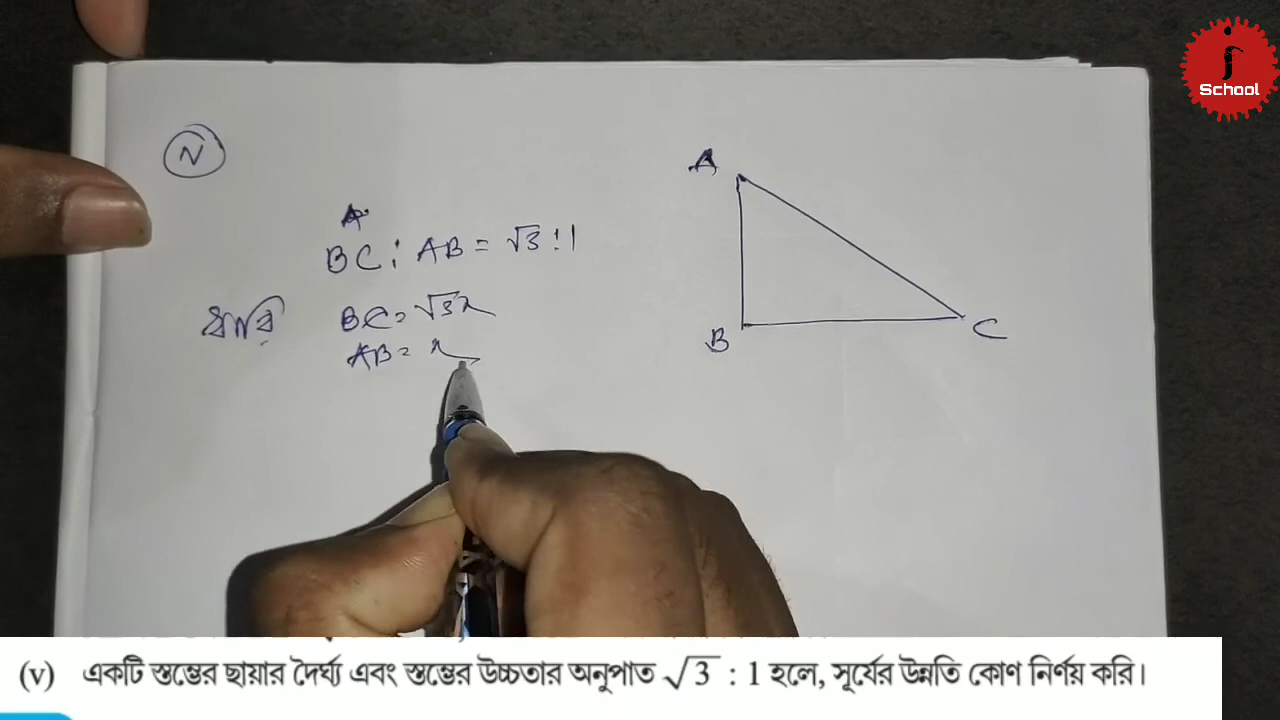 J
School
(v)
A
BC : AB = √3 : 1
ধরি BC = √3x
AB = x
A
B
C
(v) একটি স্তম্ভের ছায়ার দৈর্ঘ্য এবং স্তম্ভের উচ্চতার অনুপাত √3 : 1 হলে, সূর্যের উন্নতি কোণ নির্ণয় করি।